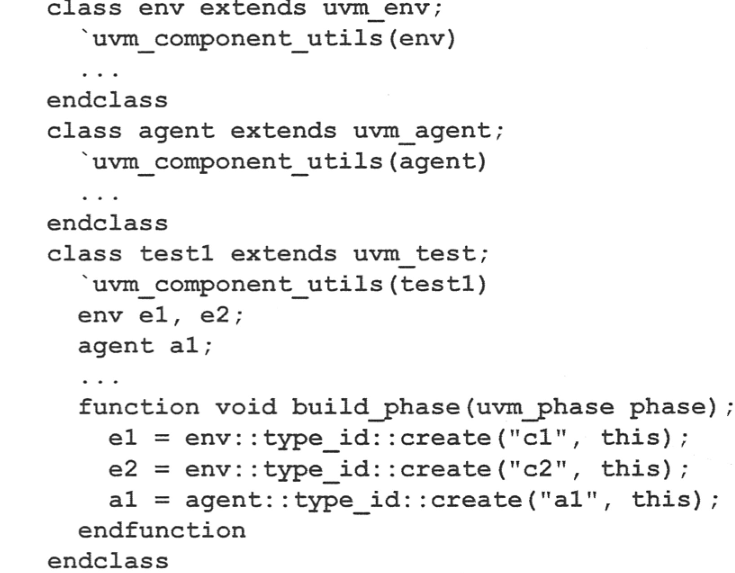 class env extends uvm_env;
`uvm_component_utils(env)
...
endclass
class agent extends uvm_agent;
`uvm_component_utils(agent)
...
endclass
class test1 extends uvm_test;
`uvm_component_utils(test1)
env e1, e2;
agent a1;
...
function void build_phase(uvm_phase phase);
e1 = env::type_id::create("c1", this);
e2 = env::type_id::create("c2", this);
a1 = agent::type_id::create("a1", this);
endfunction
endclass